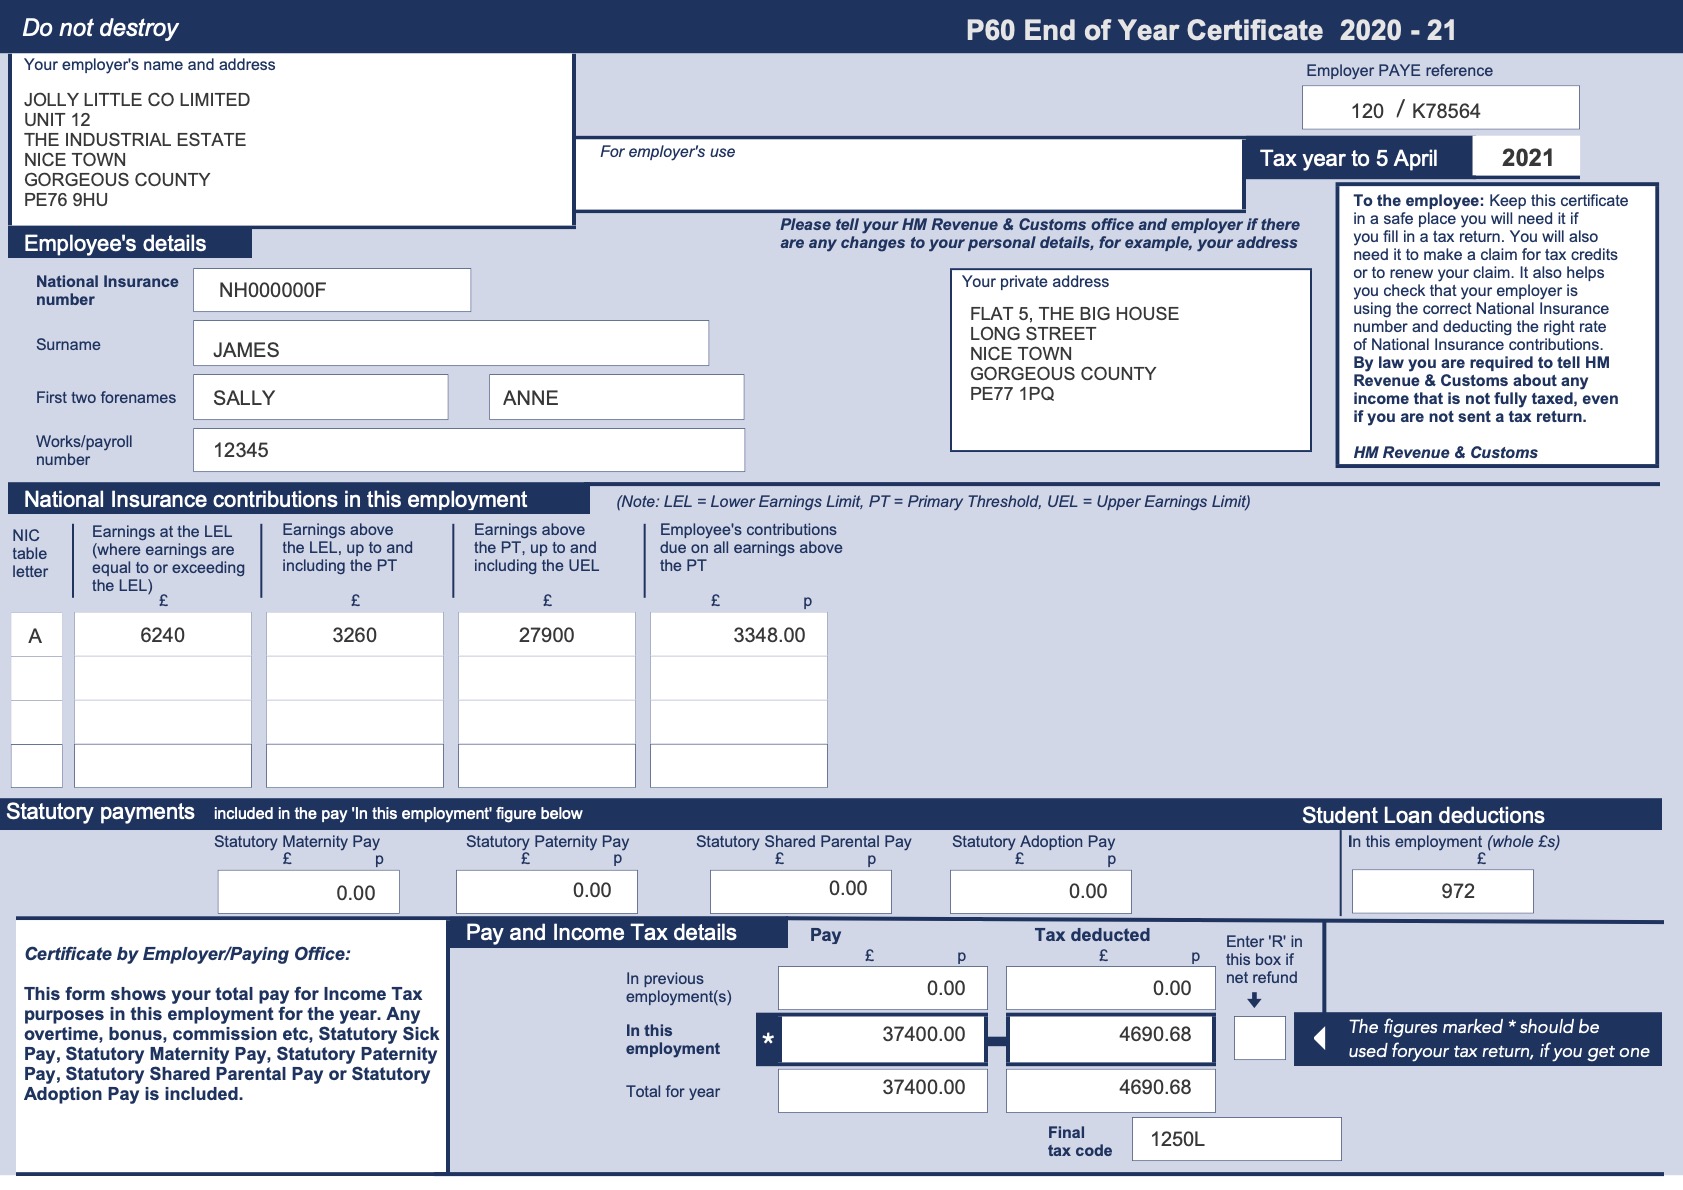 Do not destroy
P60 End of Year Certificate 2020 - 21
Your employer's name and address
JOLLY LITTLE CO LIMITED
UNIT 12
THE INDUSTRIAL ESTATE
NICE TOWN
GORGEOUS COUNTY
PE76 9HU
Employer PAYE reference
120 / K78564
For employer's use
Tax year to 5 April 2021
Please tell your HM Revenue & Customs office and employer if there
are any changes to your personal details, for example, your address
To the employee: Keep this certificate
in a safe place you will need it if
you fill in a tax return. You will also
need it to make a claim for tax credits
or to renew your claim. It also helps
you check that your employer is
using the correct National Insurance
number and deducting the right rate
of National Insurance contributions.
By law you are required to tell HM
Revenue & Customs about any
income that is not fully taxed, even
if you are not sent a tax return.
HM Revenue & Customs
Employee's details
National Insurance
number
NH000000F
Surname
JAMES
First two forenames
SALLY
ANNE
Works/payroll
number
12345
Your private address
FLAT 5, THE BIG HOUSE
LONG STREET
NICE TOWN
GORGEOUS COUNTY
PE77 1PQ
National Insurance contributions in this employment
(Note: LEL = Lower Earnings Limit, PT = Primary Threshold, UEL = Upper Earnings Limit)
NIC
table
letter
Earnings at the LEL
(where earnings are
equal to or exceeding
the LEL)
£
Earnings above
the LEL, up to and
including the PT
£
Earnings above
the PT, up to and
including the UEL
£
Employee's contributions
due on all earnings above
the PT
£ p
A 6240 3260 27900 3348.00
Statutory payments included in the pay 'In this employment' figure below
Student Loan deductions
Statutory Maternity Pay
£ p
0.00
Statutory Paternity Pay
£ p
0.00
Statutory Shared Parental Pay
£ p
0.00
Statutory Adoption Pay
£ p
0.00
In this employment (whole £s)
£
972
Certificate by Employer/Paying Office:
This form shows your total pay for Income Tax
purposes in this employment for the year. Any
overtime, bonus, commission etc, Statutory Sick
Pay, Statutory Maternity Pay, Statutory Paternity
Pay, Statutory Shared Parental Pay or Statutory
Adoption Pay is included.
Pay and Income Tax details
Pay
£ p
Tax deducted
£ p
Enter 'R' in
this box if
net refund
In previous
employment(s)
0.00 0.00
In this
employment
* 37400.00 4690.68
The figures marked * should be
used foryour tax return, if you get one
Total for year
37400.00 4690.68
Final
tax code
1250L